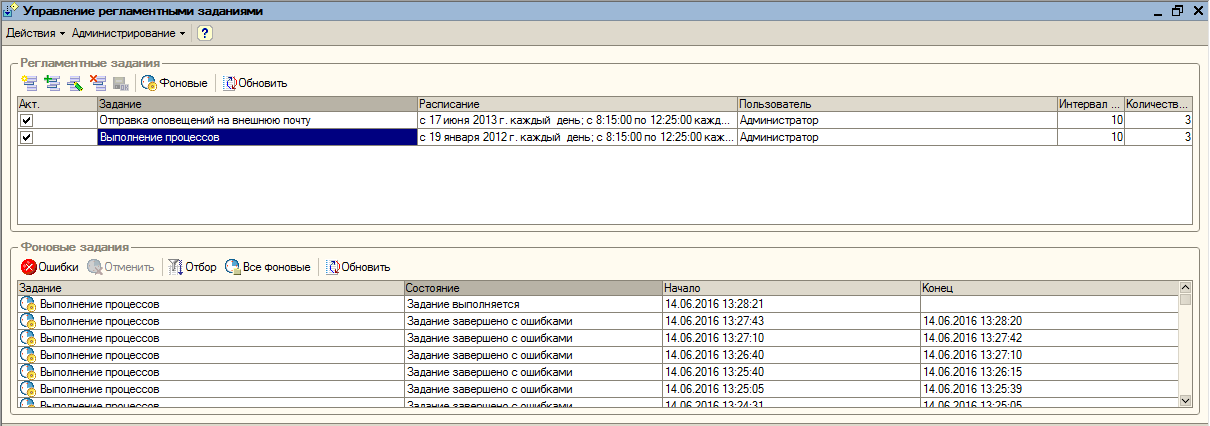 Управление регламентными заданиями
Действия Администрирование ?
Регламентные задания
Фоновые Обновить
Акт. Задание Расписание Пользователь Интервал ... Количеств...
Отправка оповещений на внешнюю почту с 17 июня 2013 г. каждый день; с 8:15:00 по 12:25:00 кажд... Администратор 10 3
Выполнение процессов с 19 января 2012 г. каждый день; с 8:15:00 по 12:25:00 каж... Администратор 10 3
Фоновые задания
Ошибки Отменить Отбор Все фоновые Обновить
Задание Состояние Начало Конец
Выполнение процессов Задание выполняется 14.06.2016 13:28:21
Выполнение процессов Задание завершено с ошибками 14.06.2016 13:27:43 14.06.2016 13:28:20
Выполнение процессов Задание завершено с ошибками 14.06.2016 13:27:10 14.06.2016 13:27:42
Выполнение процессов Задание завершено с ошибками 14.06.2016 13:26:40 14.06.2016 13:27:10
Выполнение процессов Задание завершено с ошибками 14.06.2016 13:25:40 14.06.2016 13:26:15
Выполнение процессов Задание завершено с ошибками 14.06.2016 13:25:05 14.06.2016 13:25:39
Выполнение процессов Задание завершено с ошибками 14.06.2016 13:24:31 14.06.2016 13:25:05